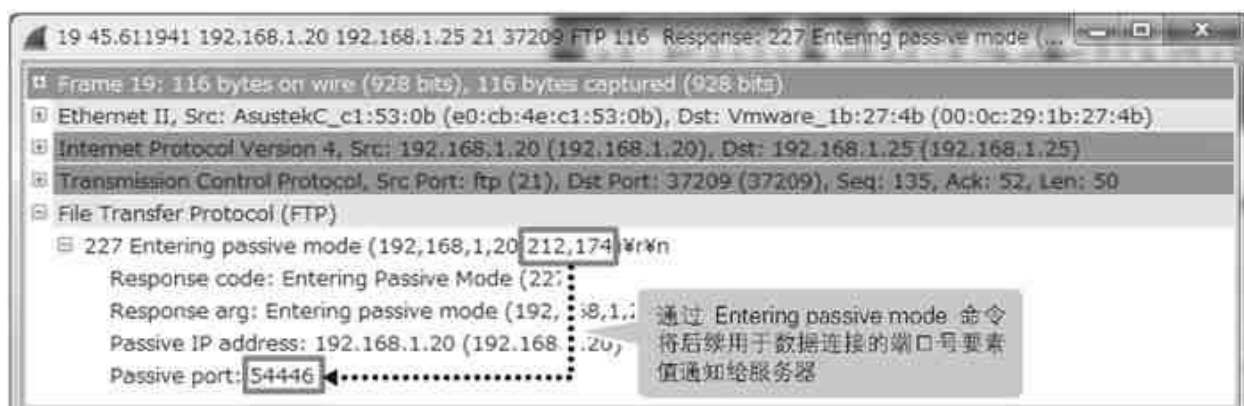 19 45.611941 192.168.1.20 192.168.1.25 21 37209 FTP 116 Response: 227 Entering passive mode (...
Frame 19: 116 bytes on wire (928 bits), 116 bytes captured (928 bits)
Ethernet II, Src: AsustekC_c1:53:0b (e0:cb:4e:c1:53:0b), Dst: Vmware_1b:27:4b (00:0c:29:1b:27:4b)
Internet Protocol Version 4, Src: 192.168.1.20 (192.168.1.20), Dst: 192.168.1.25 (192.168.1.25)
Transmission Control Protocol, Src Port: ftp (21), Dst Port: 37209 (37209), Seq: 135, Ack: 52, Len: 50
File Transfer Protocol (FTP)
227 Entering passive mode (192,168,1,20,212,174)¥r¥n
Response code: Entering Passive Mode (227
Response arg: Entering passive mode (192, 68,1,2
Passive IP address: 192.168.1.20 (192.168 .1.20)
Passive port: 54446
通过 Entering passive mode 命令
将后续用于数据连接的端口号要素
值通知给服务器